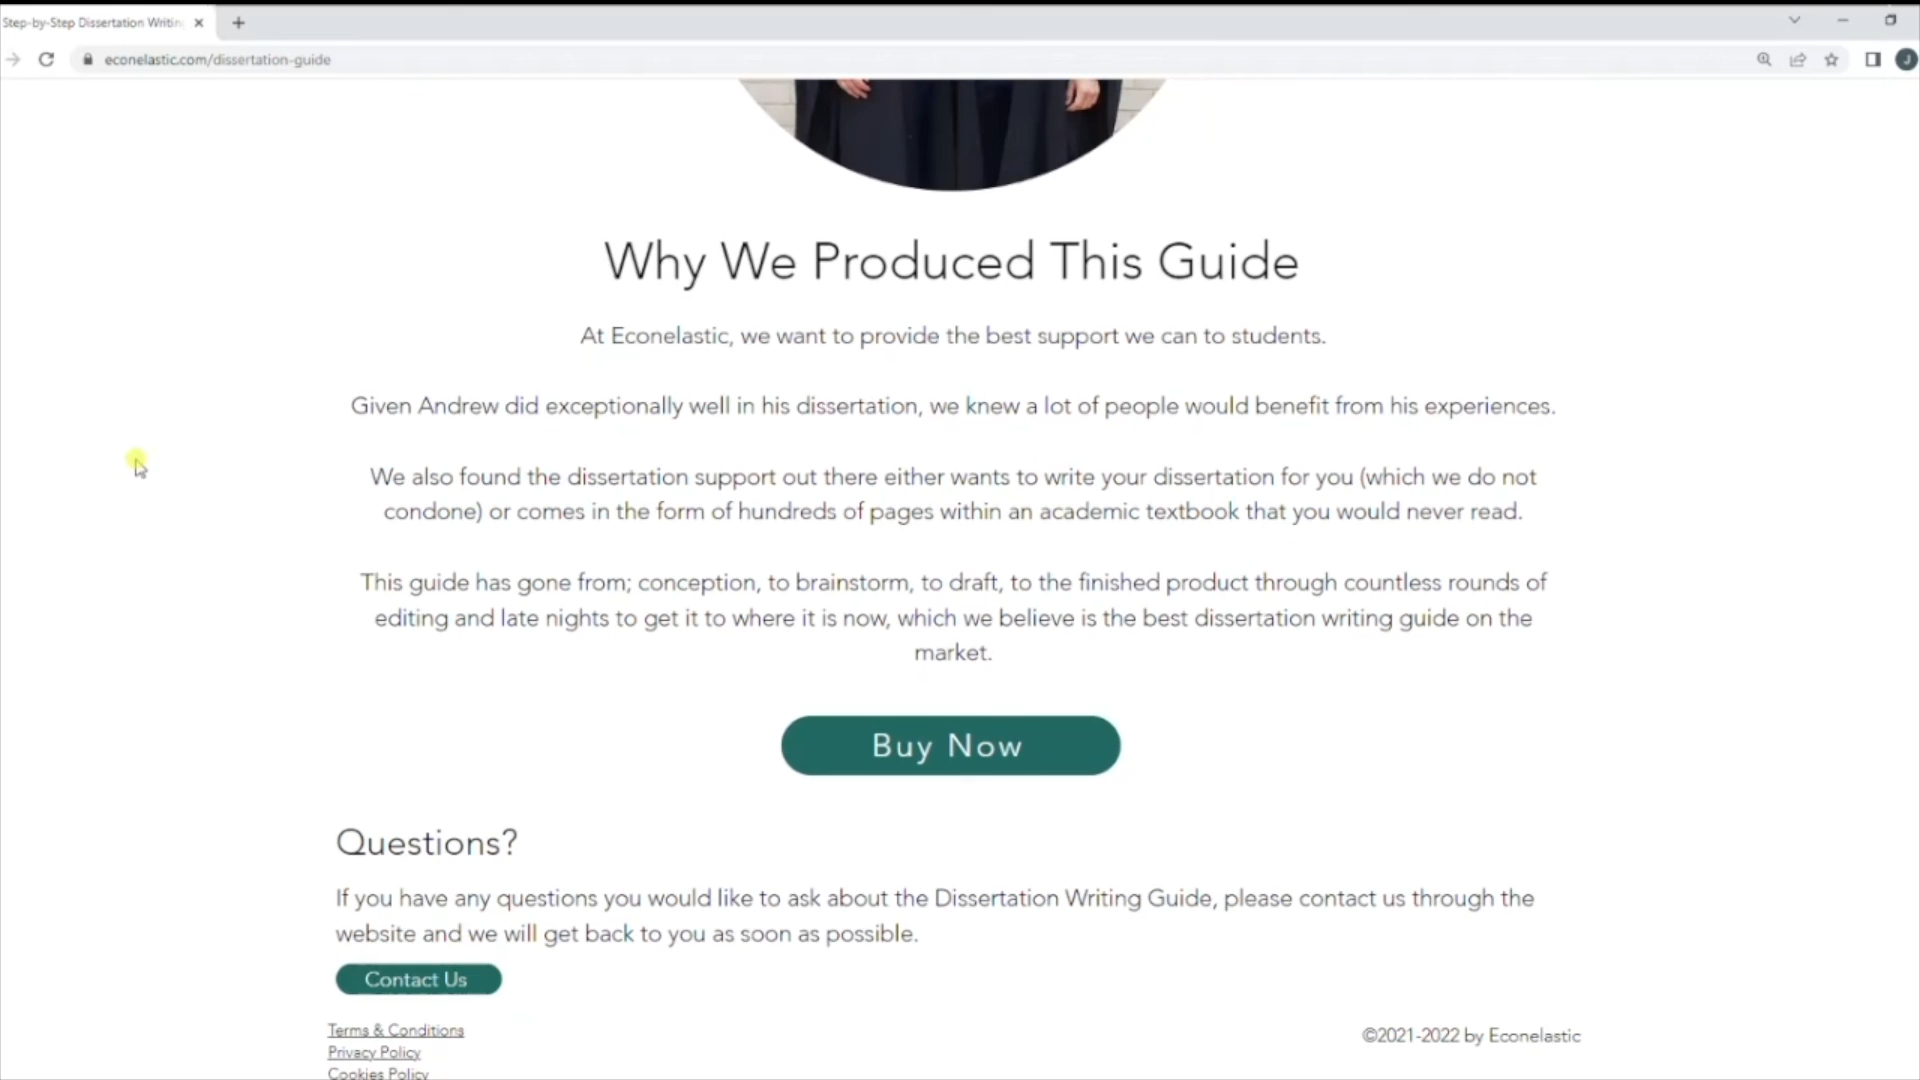 Step-by-Step Dissertation Writin
econelastic.com/dissertation-guide
J
Why We Produced This Guide
At Econelastic, we want to provide the best support we can to students.
Given Andrew did exceptionally well in his dissertation, we knew a lot of people would benefit from his experiences.
We also found the dissertation support out there either wants to write your dissertation for you (which we do not
condone) or comes in the form of hundreds of pages within an academic textbook that you would never read.
This guide has gone from; conception, to brainstorm, to draft, to the finished product through countless rounds of
editing and late nights to get it to where it is now, which we believe is the best dissertation writing guide on the
market.
Buy Now
Questions?
If you have any questions you would like to ask about the Dissertation Writing Guide, please contact us through the
website and we will get back to you as soon as possible.
Contact Us
Terms & Conditions
©2021-2022 by Econelastic
Privacy Policy
Cookies Policy